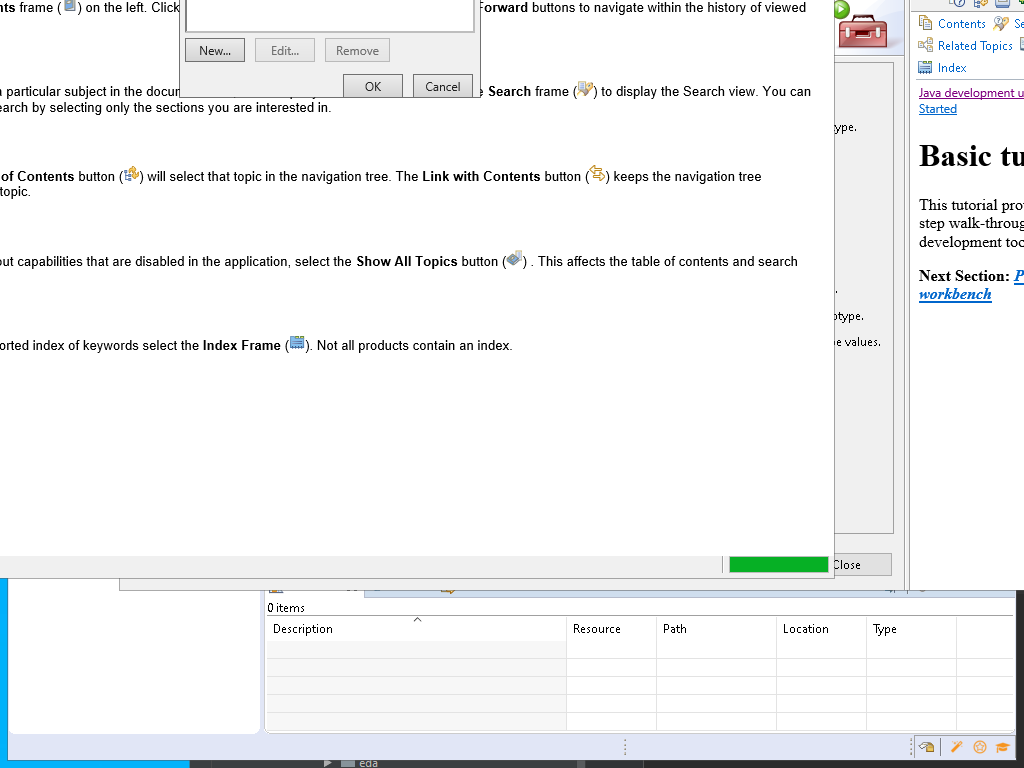 nts frame ( ) on the left. Click
Forward buttons to navigate within the history of viewed
New...
Edit...
Remove
OK
Cancel
a particular subject in the docum
Search frame ( ) to display the Search view. You can
earch by selecting only the sections you are interested in.
of Contents button ( ) will select that topic in the navigation tree. The Link with Contents button ( ) keeps the navigation tree
topic.
out capabilities that are disabled in the application, select the Show All Topics button ( ) . This affects the table of contents and search
orted index of keywords select the Index Frame ( ). Not all products contain an index.
ype.
otype.
e values.
Close
Contents
Se
Related Topics
Index
Java development u
Started
Basic tu
This tutorial prov
step walk-throug
development too
Next Section: P
workbench
0 items
Description
Resource
Path
Location
Type
eda